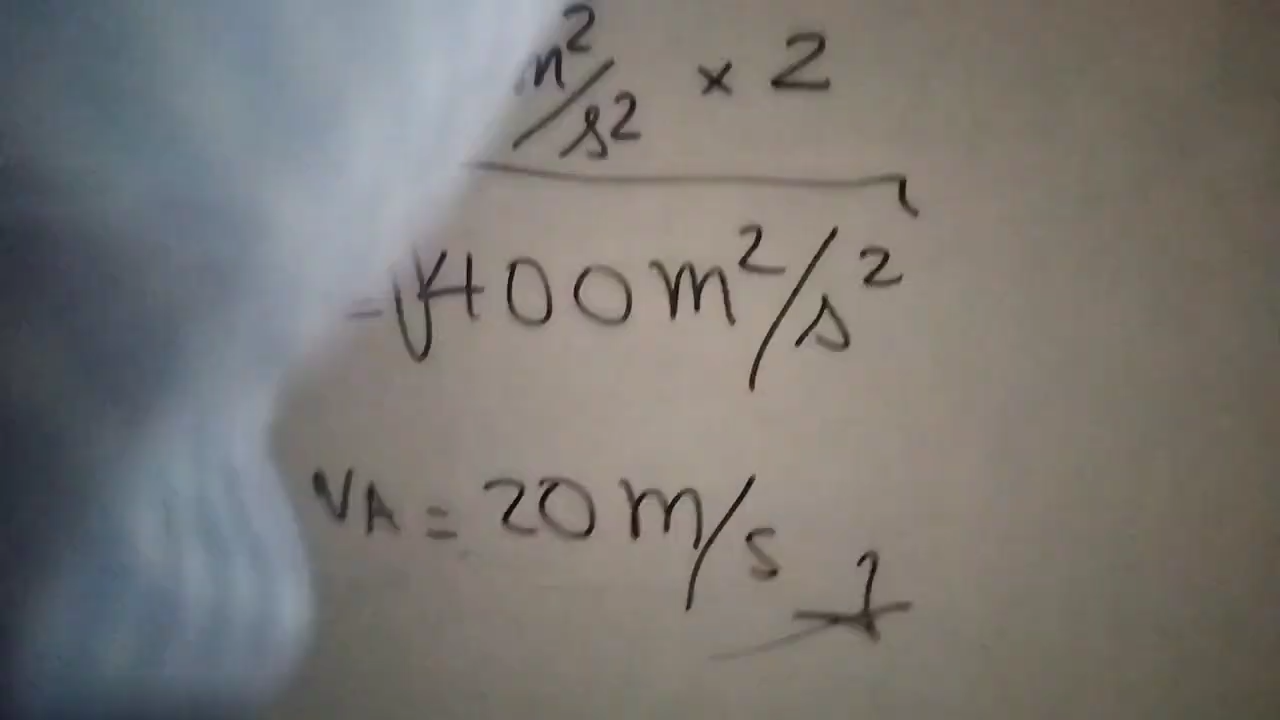 m²/s² × 2
= √400 m²/s²
VA = 20 m/s